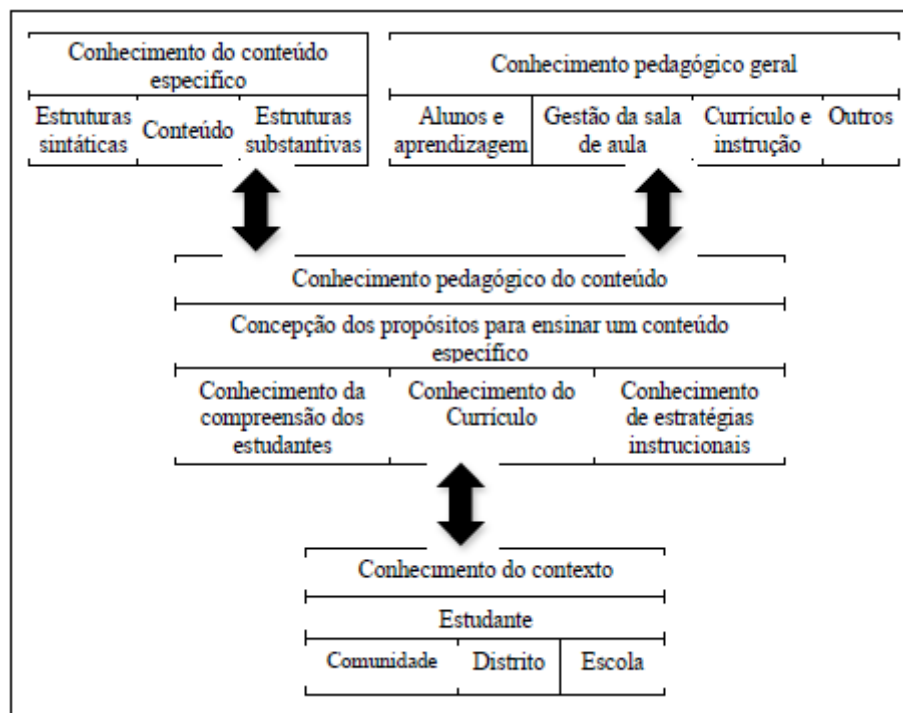 Conhecimento do conteúdo
especifico
Estruturas
sintáticas
Conteúdo
Estruturas
substantivas
Conhecimento pedagógico geral
Alunos e
aprendizagem
Gestão da sala
de aula
Currículo e
instrução
Outros
Conhecimento pedagógico do conteúdo
Concepção dos propósitos para ensinar um conteúdo
específico
Conhecimento da
compreensão dos
estudantes
Conhecimento do
Currículo
Conhecimento
de estratégias
instrucionais
Conhecimento do contexto
Estudante
Comunidade
Distrito
Escola